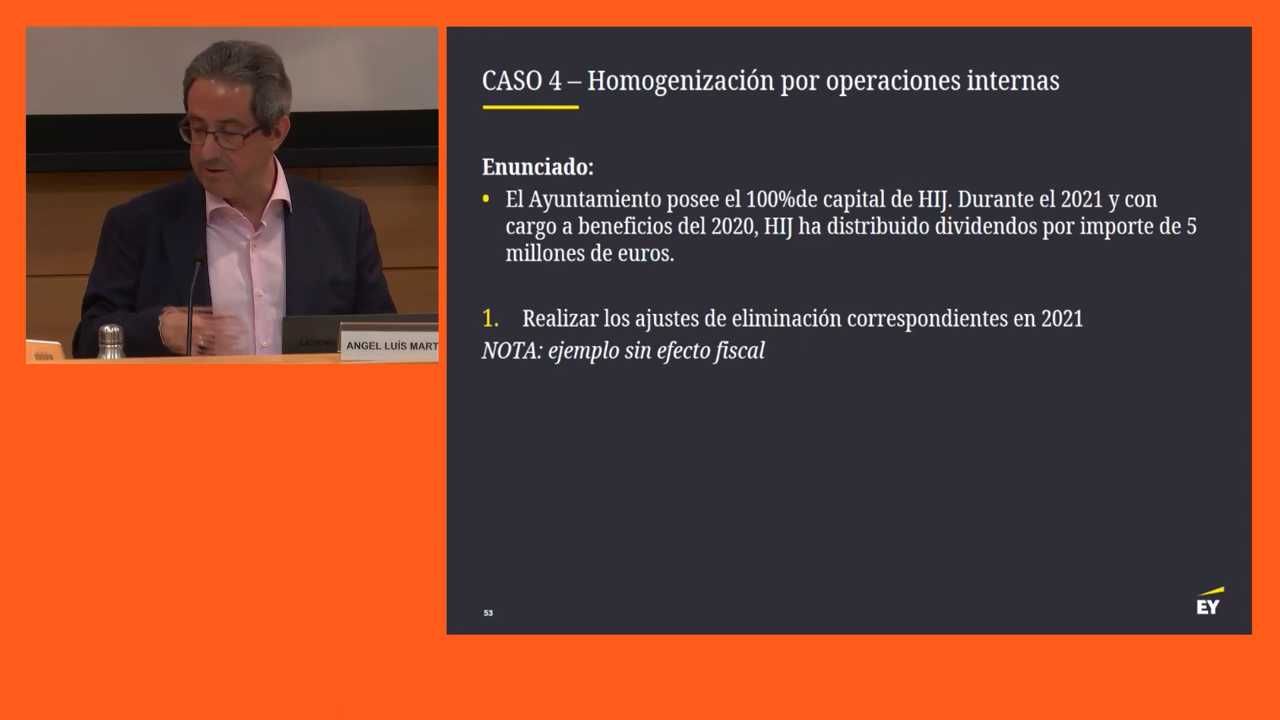 CASO 4 – Homogenización por operaciones internas
Enunciado:
• El Ayuntamiento posee el 100%de capital de HIJ. Durante el 2021 y con
cargo a beneficios del 2020, HIJ ha distribuido dividendos por importe de 5
millones de euros.
1. Realizar los ajustes de eliminación correspondientes en 2021
NOTA: ejemplo sin efecto fiscal
53
EY
ANGEL LUÍS MART